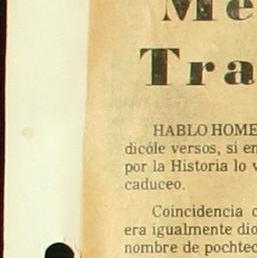 Me
Tra
HABLO HOME
dicóle versos, si en
por la Historia lo v
caduceo.
Coincidencia c
era igualmente dio
nombre de pochtec